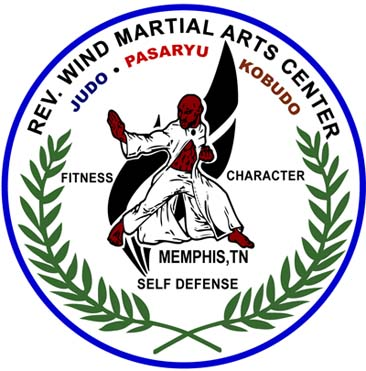 REV. WIND MARTIAL ARTS CENTER
JUDO • PASARYU KOBUDO
FITNESS CHARACTER
MEMPHIS,TN
SELF DEFENSE